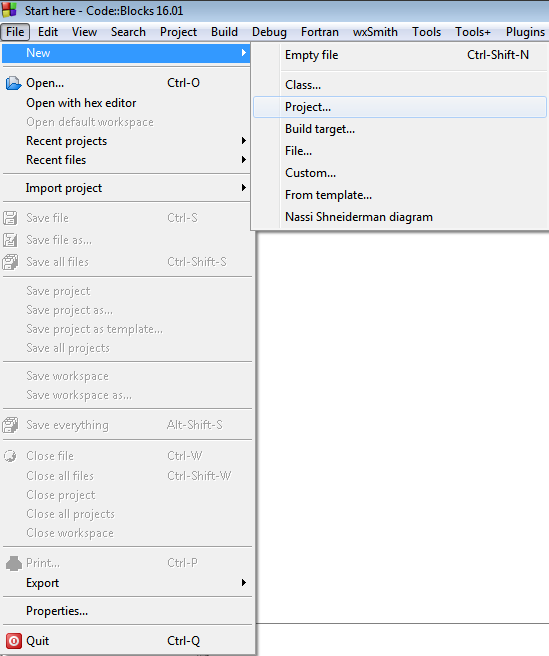 Start here - Code::Blocks 16.01
File Edit View Search Project Build Debug Fortran wxSmith Tools Tools+ Plugins
New
Empty file Ctrl-Shift-N
Class...
Project...
Build target...
File...
Custom...
From template...
Nassi Shneiderman diagram
Open... Ctrl-O
Open with hex editor
Open default workspace
Recent projects
Recent files
Import project
Save file Ctrl-S
Save file as...
Save all files Ctrl-Shift-S
Save project
Save project as...
Save project as template...
Save all projects
Save workspace
Save workspace as...
Save everything Alt-Shift-S
Close file Ctrl-W
Close all files Ctrl-Shift-W
Close project
Close all projects
Close workspace
Print... Ctrl-P
Export
Properties...
Quit Ctrl-Q